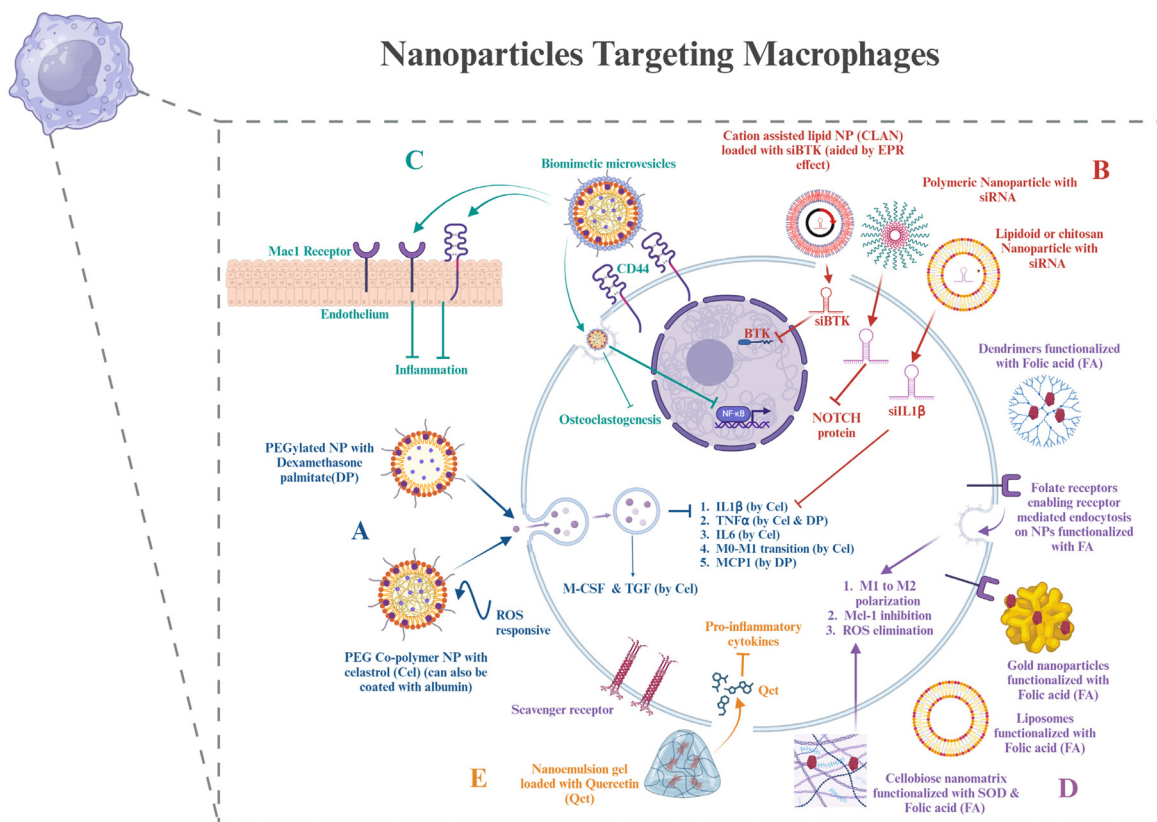 Nanoparticles Targeting Macrophages
C
Biomimetic microvesicles
Mac1 Receptor
CD44
Endothelium
Inflammation
Osteoclastogenesis
NF-κB
Cation assisted lipid NP (CLAN)
loaded with siBTK (aided by EPR
effect)
B
Polymeric Nanoparticle with
siRNA
Lipidoid or chitosan
Nanoparticle with
siRNA
siBTK
BTK
NOTCH
protein
siIL1β
Dendrimers functionalized
with Folic acid (FA)
PEGylated NP with
Dexamethasone
palmitate(DP)
A
ROS
responsive
PEG Co-polymer NP with
celastrol (Cel) (can also be
coated with albumin)
1. IL1β (by Cel)
2. TNFα (by Cel & DP)
3. IL6 (by Cel)
4. M0-M1 transition (by Cel)
5. MCP1 (by DP)
M-CSF & TGF (by Cel)
Folate receptors
enabling receptor
mediated endocytosis
on NPs functionalized
with FA
1. M1 to M2
polarization
2. Mcl-1 inhibition
3. ROS elimination
Gold nanoparticles
functionalized with
Folic acid (FA)
Liposomes
functionalized with
Folic acid (FA)
Cellobiose nanomatrix
functionalized with SOD &
Folic acid (FA)
D
Pro-inflammatory
cytokines
Qct
Scavenger receptor
E
Nanoemulsion gel
loaded with Quercetin
(Qct)